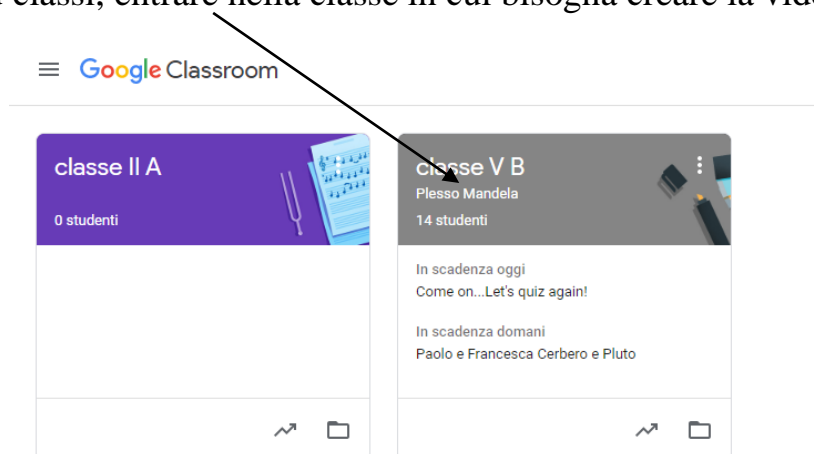 classi, entrare nella classe in cui bisogna creare la
Google Classroom
classe II A
0 studenti
classe V B
Plesso Mandela
14 studenti
In scadenza oggi
Come on...Let's quiz again!
In scadenza domani
Paolo e Francesca Cerbero e Pluto